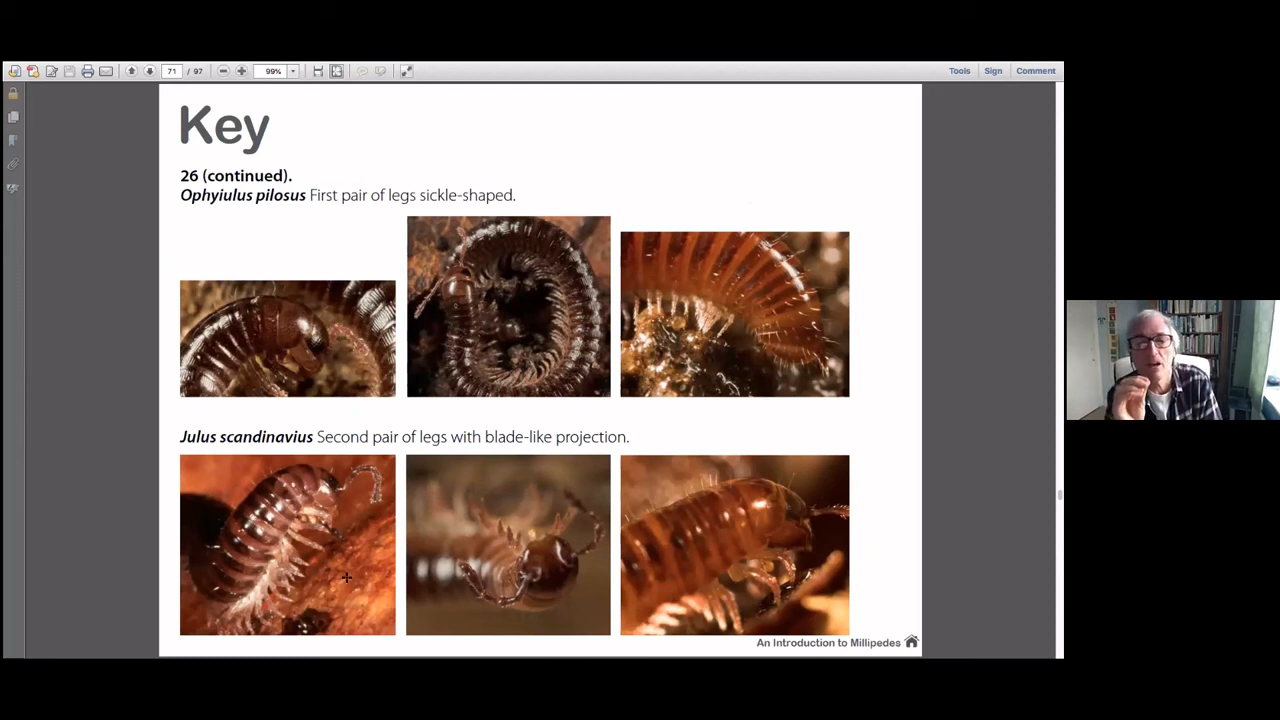 71 / 97 99% Tools Sign Comment
Key
26 (continued).
Ophyiulus pilosus First pair of legs sickle-shaped.
Julus scandinavius Second pair of legs with blade-like projection.
An Introduction to Millipedes